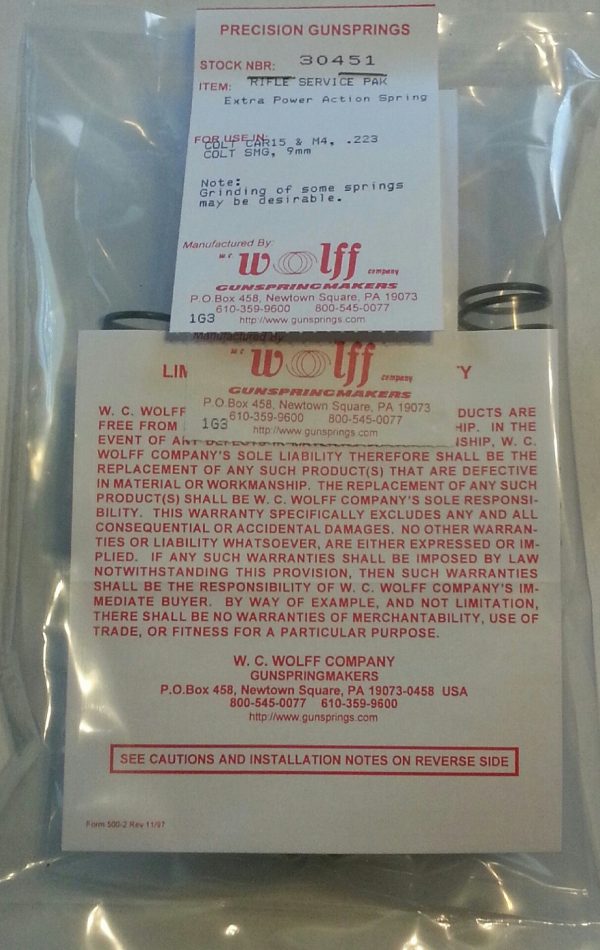 PRECISION GUNSPRINGS
STOCK NBR: 30451
ITEM: RIFLE SERVICE PAK
Extra Power Action Spring
FOR USE IN:
COLT CAR15 & M4, .223
COLT SMG, 9mm
Note:
Grinding of some springs
may be desirable.
Manufactured By:
W.C. Wolff company
GUNSPRINGMAKERS
P.O.Box 458, Newtown Square, PA 19073
610-359-9600 800-545-0077
1G3 http://www.gunsprings.com
Manufactured By
LIM Y
W.C. Wolff company
GUNSPRINGMAKERS
P.O.Box 458, Newtown Square, PA 19073
1G3 610-359-9600 800-545-0077
http://www.gunsprings.com
W. C. WOLFF DUCTS ARE
FREE FROM HIP. IN THE
EVENT OF ANY DEFECTS NSHIP, W. C.
WOLFF COMPANY'S SOLE LIABILITY THEREFORE SHALL BE THE
REPLACEMENT OF ANY SUCH PRODUCT(S) THAT ARE DEFECTIVE
IN MATERIAL OR WORKMANSHIP. THE REPLACEMENT OF ANY SUCH
PRODUCT(S) SHALL BE W. C. WOLFF COMPANY'S SOLE RESPONSI-
BILITY. THIS WARRANTY SPECIFICALLY EXCLUDES ANY AND ALL
CONSEQUENTIAL OR ACCIDENTAL DAMAGES. NO OTHER WARRAN-
TIES OR LIABILITY WHATSOEVER, ARE EITHER EXPRESSED OR IM-
PLIED. IF ANY SUCH WARRANTIES SHALL BE IMPOSED BY LAW
NOTWITHSTANDING THIS PROVISION, THEN SUCH WARRANTIES
SHALL BE THE RESPONSIBILITY OF W. C. WOLFF COMPANY'S IM-
MEDIATE BUYER. BY WAY OF EXAMPLE, AND NOT LIMITATION,
THERE SHALL BE NO WARRANTIES OF MERCHANTABILITY, USE OF
TRADE, OR FITNESS FOR A PARTICULAR PURPOSE.
W. C. WOLFF COMPANY
GUNSPRINGMAKERS
P.O.Box 458, Newtown Square, PA 19073-0458 USA
800-545-0077 610-359-9600
http://www.gunsprings.com
SEE CAUTIONS AND INSTALLATION NOTES ON REVERSE SIDE
Form 500-2 Rev 11/97